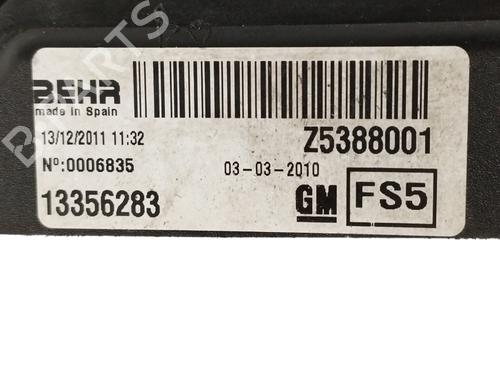 BEHR
made in Spain
13/12/2011 11:32
Z5388001
Nº:0006835
03-03-2010
13356283
GM
FS5